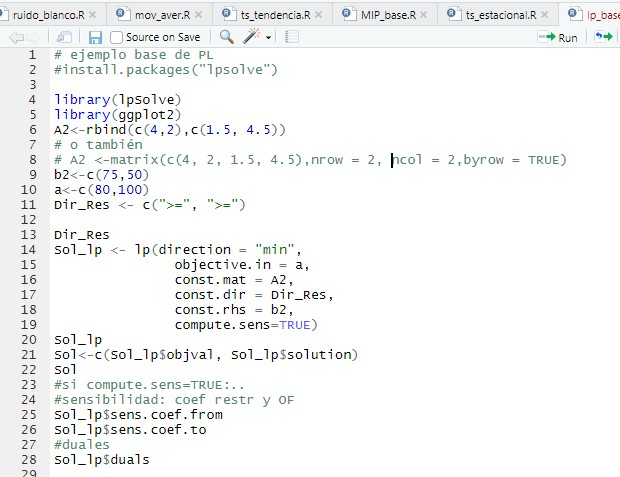 ruido_blanco.R mov_aver.R ts_tendencia.R MIP_base.R ts_estacional.R lp_base
Source on Save Run
1 # ejemplo base de PL
2 #install.packages("lpsolve")
3
4 library(lpSolve)
5 library(ggplot2)
6 A2<-rbind(c(4,2),c(1.5, 4.5))
7 # o también
8 # A2 <-matrix(c(4, 2, 1.5, 4.5),nrow = 2, ncol = 2,byrow = TRUE)
9 b2<-c(75,50)
10 a<-c(80,100)
11 Dir_Res <- c(">=", ">=")
12
13 Dir_Res
14 Sol_lp <- lp(direction = "min",
15 objective.in = a,
16 const.mat = A2,
17 const.dir = Dir_Res,
18 const.rhs = b2,
19 compute.sens=TRUE)
20 Sol_lp
21 Sol<-c(Sol_lp$objval, Sol_lp$solution)
22 Sol
23 #si compute.sens=TRUE:..
24 #sensibilidad: coef restr y OF
25 Sol_lp$sens.coef.from
26 Sol_lp$sens.coef.to
27 #duales
28 Sol_lp$duals
29